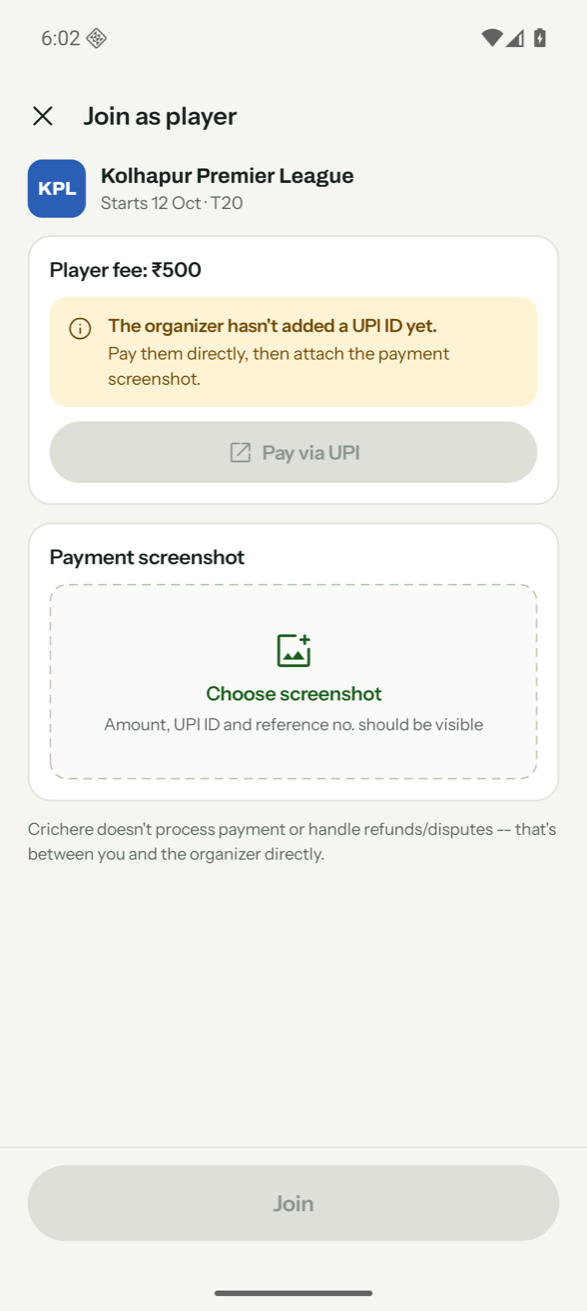 6:02
Join as player
KPL
Kolhapur Premier League
Starts 12 Oct · T20
Player fee: ₹500
The organizer hasn't added a UPI ID yet.
Pay them directly, then attach the payment
screenshot.
Pay via UPI
Payment screenshot
Choose screenshot
Amount, UPI ID and reference no. should be visible
Crichere doesn't process payment or handle refunds/disputes -- that's
between you and the organizer directly.
Join